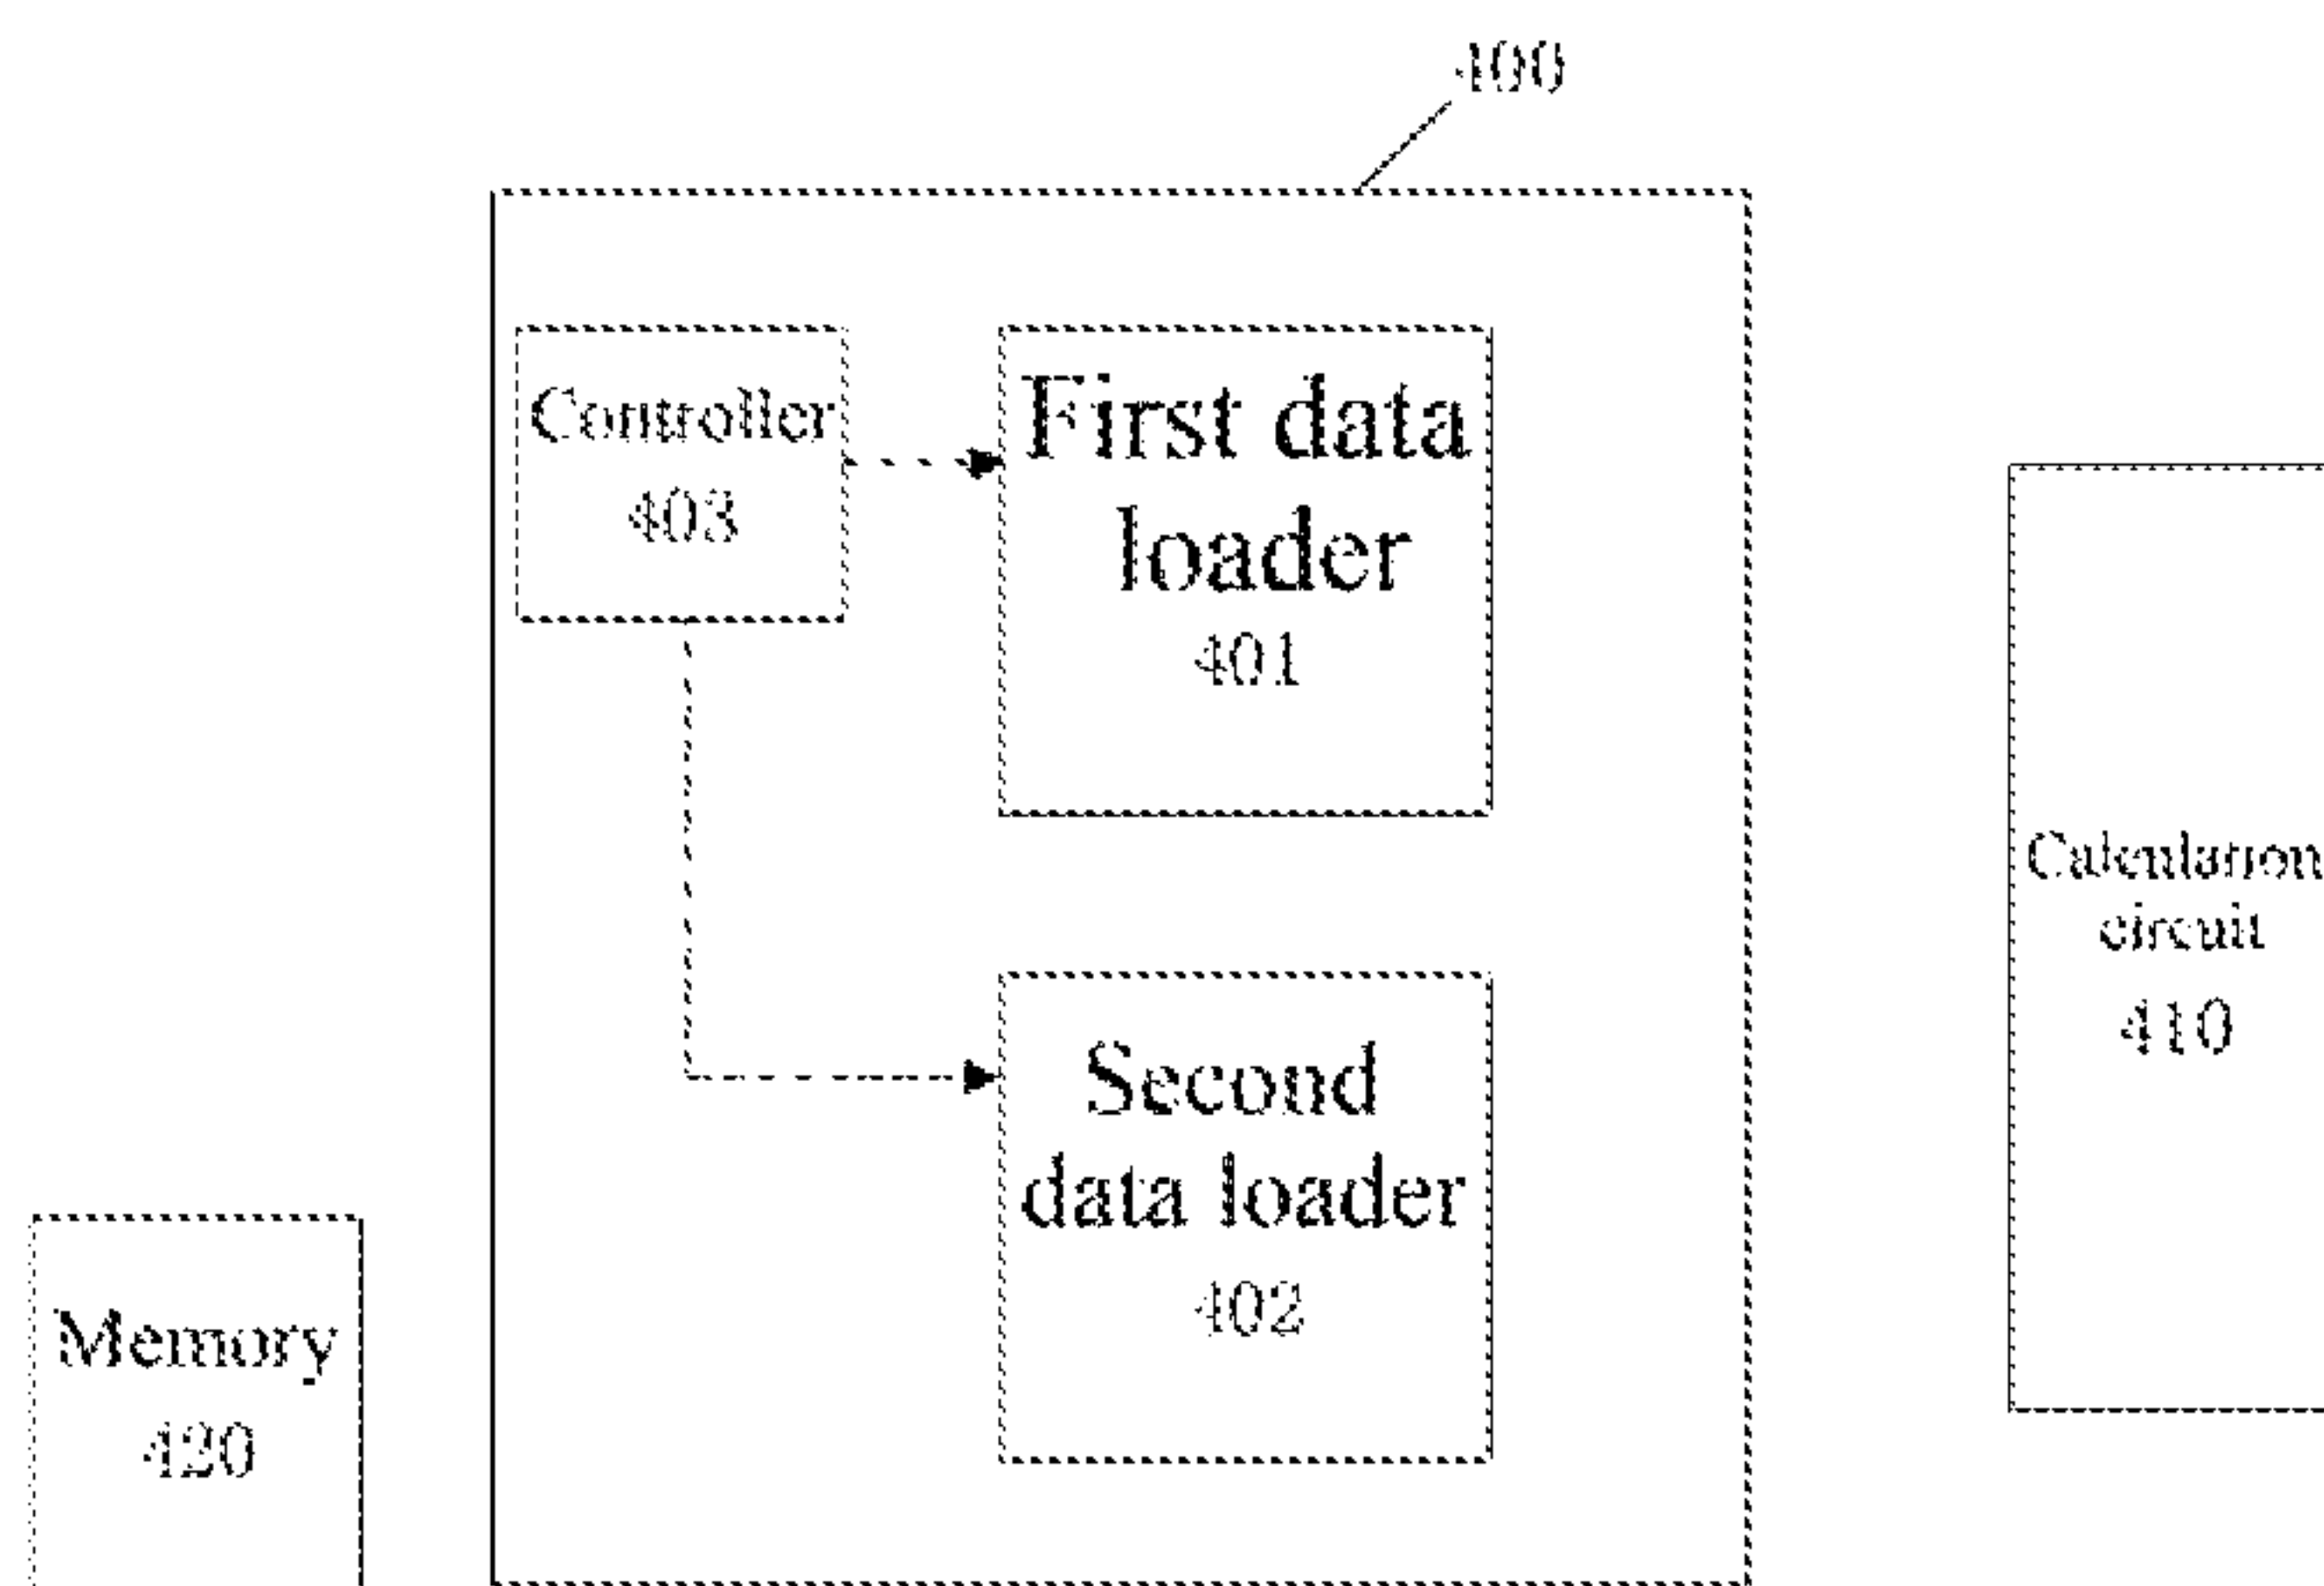 400
Controller
403
First data
loader
401
Calculation
circuit
410
Second
data loader
402
Memory
420